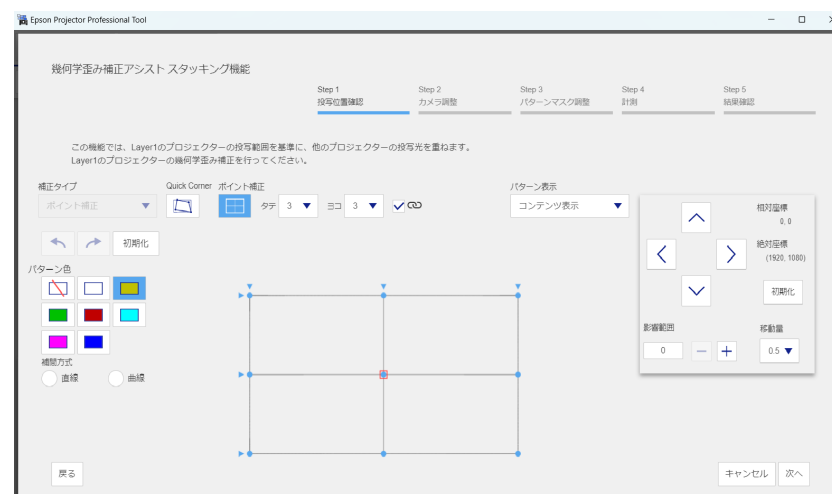 Epson Projector Professional Tool
幾何学歪み補正アシスト スタッキング機能
Step 1
投写位置確認
Step 2
カメラ調整
Step 3
パターンマスク調整
Step 4
計測
Step 5
結果確認
この機能では、Layer1のプロジェクターの投写範囲を基準に、他のプロジェクターの投写光を重ねます。
Layer1のプロジェクターの幾何学歪み補正を行ってください。
補正タイプ
ポイント補正
Quick Corner
ポイント補正
タテ 3
ヨコ 3
パターン表示
コンテンツ表示
初期化
パターン色
補間方式
直線
曲線
相対座標
0, 0
絶対座標
(1920, 1080)
初期化
影響範囲
0
移動量
0.5
戻る
キャンセル
次へ